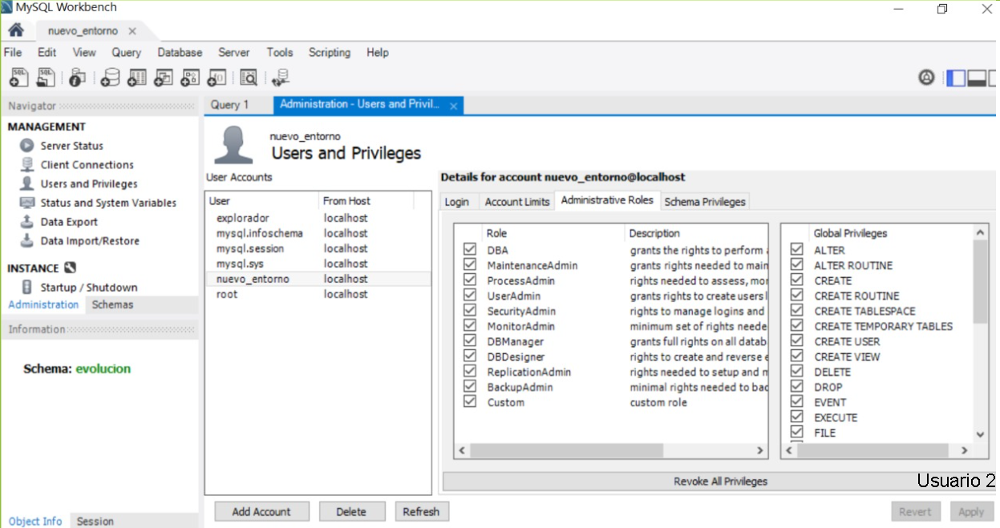 MySQL Workbench
nuevo_entorno
File Edit View Query Database Server Tools Scripting Help
Navigator
MANAGEMENT
Server Status
Client Connections
Users and Privileges
Status and System Variables
Data Export
Data Import/Restore
INSTANCE
Startup / Shutdown
Administration Schemas
Information
Schema: evolucion
Object Info Session
Query 1 Administration - Users and Privil...
nuevo_entorno
Users and Privileges
User Accounts
User From Host
explorador localhost
mysql.infoschema localhost
mysql.session localhost
mysql.sys localhost
nuevo_entorno localhost
root localhost
Add Account Delete Refresh
Details for account nuevo_entorno@localhost
Login Account Limits Administrative Roles Schema Privileges
Role Description
DBA grants the rights to perform
MaintenanceAdmin grants rights needed to main
ProcessAdmin rights needed to assess, mor
UserAdmin grants rights to create users
SecurityAdmin rights to manage logins and
MonitorAdmin minimum set of rights neede
DBManager grants full rights on all datab
DBDesigner rights to create and reverse
ReplicationAdmin rights needed to setup and
BackupAdmin minimal rights needed to bac
Custom custom role
Global Privileges
ALTER
ALTER ROUTINE
CREATE
CREATE ROUTINE
CREATE TABLESPACE
CREATE TEMPORARY TABLES
CREATE USER
CREATE VIEW
DELETE
DROP
EVENT
EXECUTE
FILE
Revoke All Privileges
Usuario 2
Revert Apply